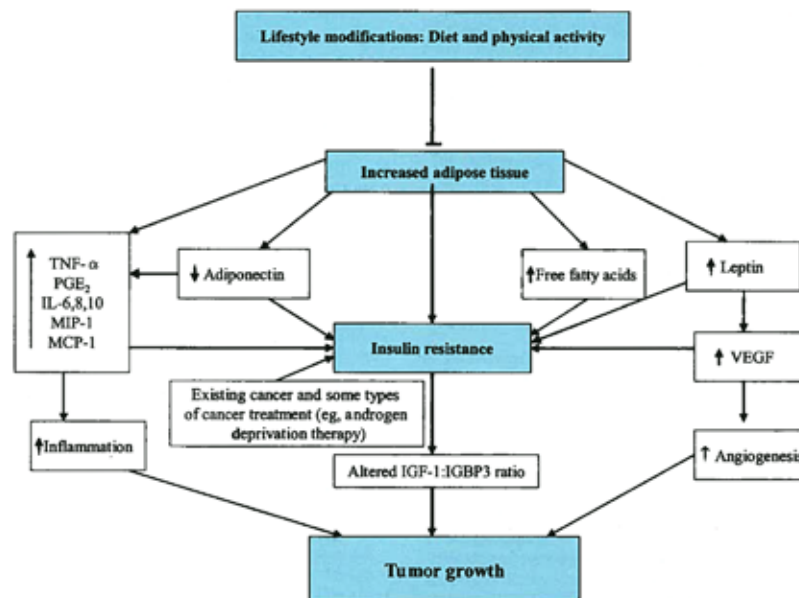 Lifestyle modifications: Diet and physical activity
Increased adipose tissue
↑ TNF- α
PGE₂
IL-6,8,10
MIP-1
MCP-1
↓ Adiponectin
↑Free fatty acids
↑ Leptin
Insulin resistance
↑ VEGF
Existing cancer and some types
of cancer treatment (eg, androgen
deprivation therapy)
↑Inflammation
Altered IGF-1:IGBP3 ratio
↑ Angiogenesis
Tumor growth